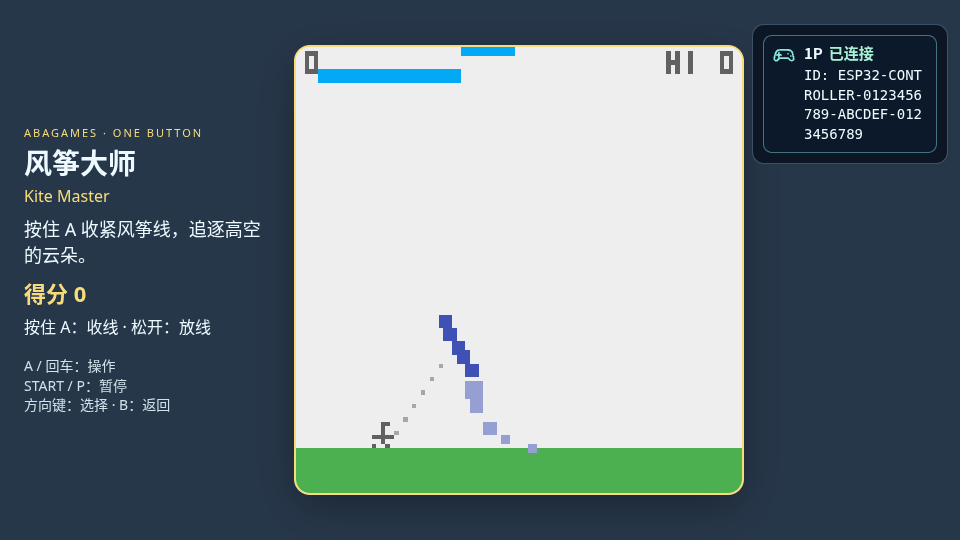 ABAGAMES · ONE BUTTON
风筝大师
Kite Master
按住 A 收紧风筝线，追逐高空
的云朵。
得分 0
按住 A：收线 · 松开：放线
A / 回车：操作
START / P：暂停
方向键：选择 · B：返回
0
HI 0
1P 已连接
ID: ESP32-CONT
ROLLER-0123456
789-ABCDEF-012
3456789